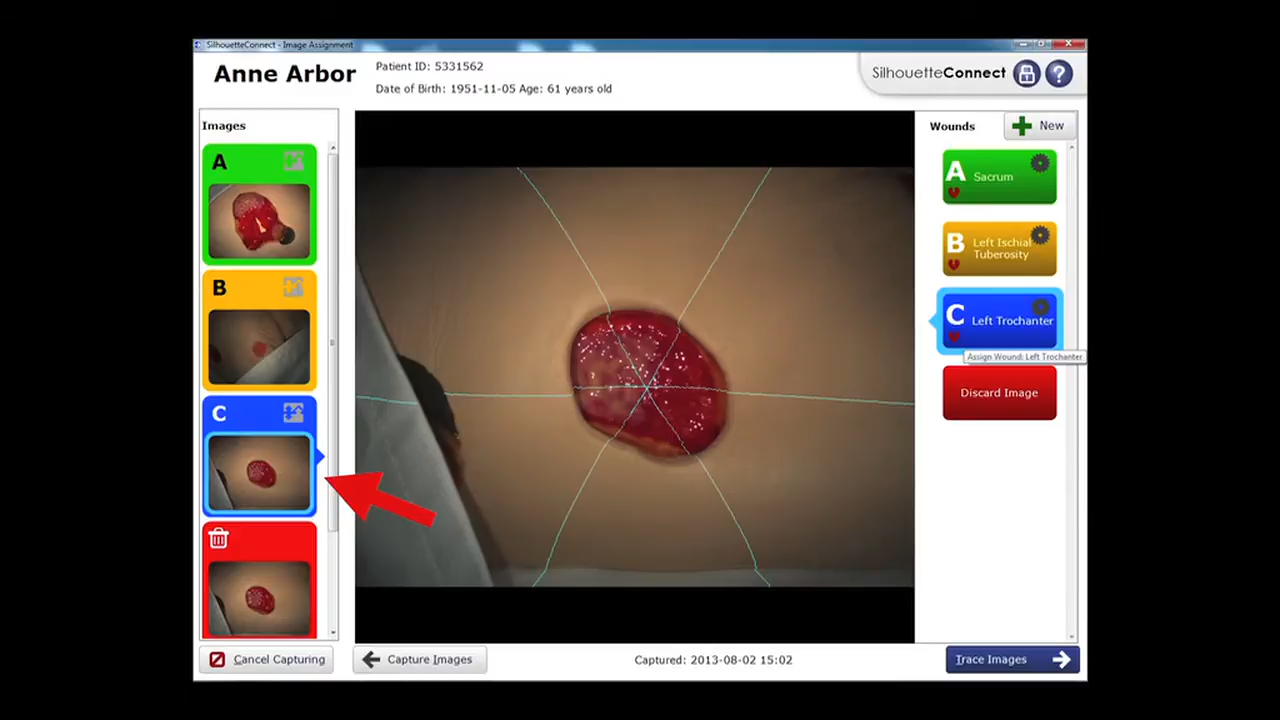 SilhouetteConnect - Image Assignment
Anne Arbor
Patient ID: 5331562
Date of Birth: 1951-11-05 Age: 61 years old
SilhouetteConnect
?
Images
A
B
C
Wounds
New
A
Sacrum
B
Left Ischial
Tuberosity
C
Left Trochanter
Assign Wound: Left Trochanter
Discard Image
Cancel Capturing
Capture Images
Captured: 2013-08-02 15:02
Trace Images